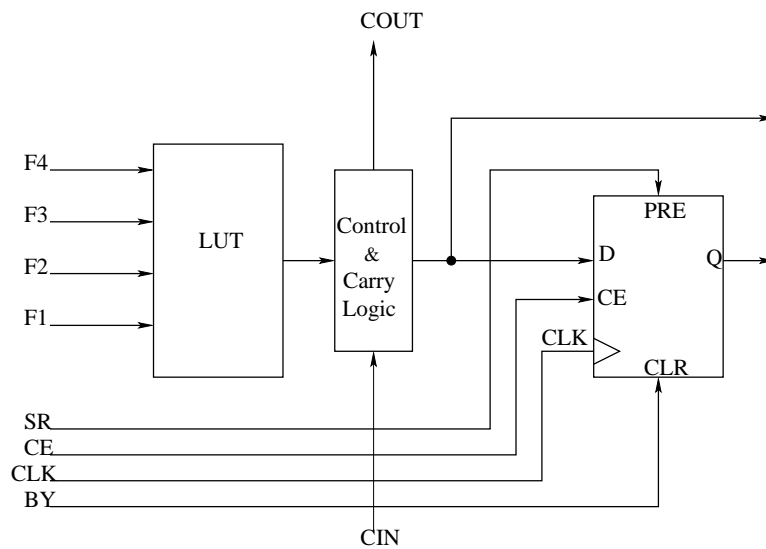 COUT
F4
F3
F2
F1
LUT
Control
&
Carry
Logic
PRE
D
Q
CE
CLK
CLR
SR
CE
CLK
BY
CIN